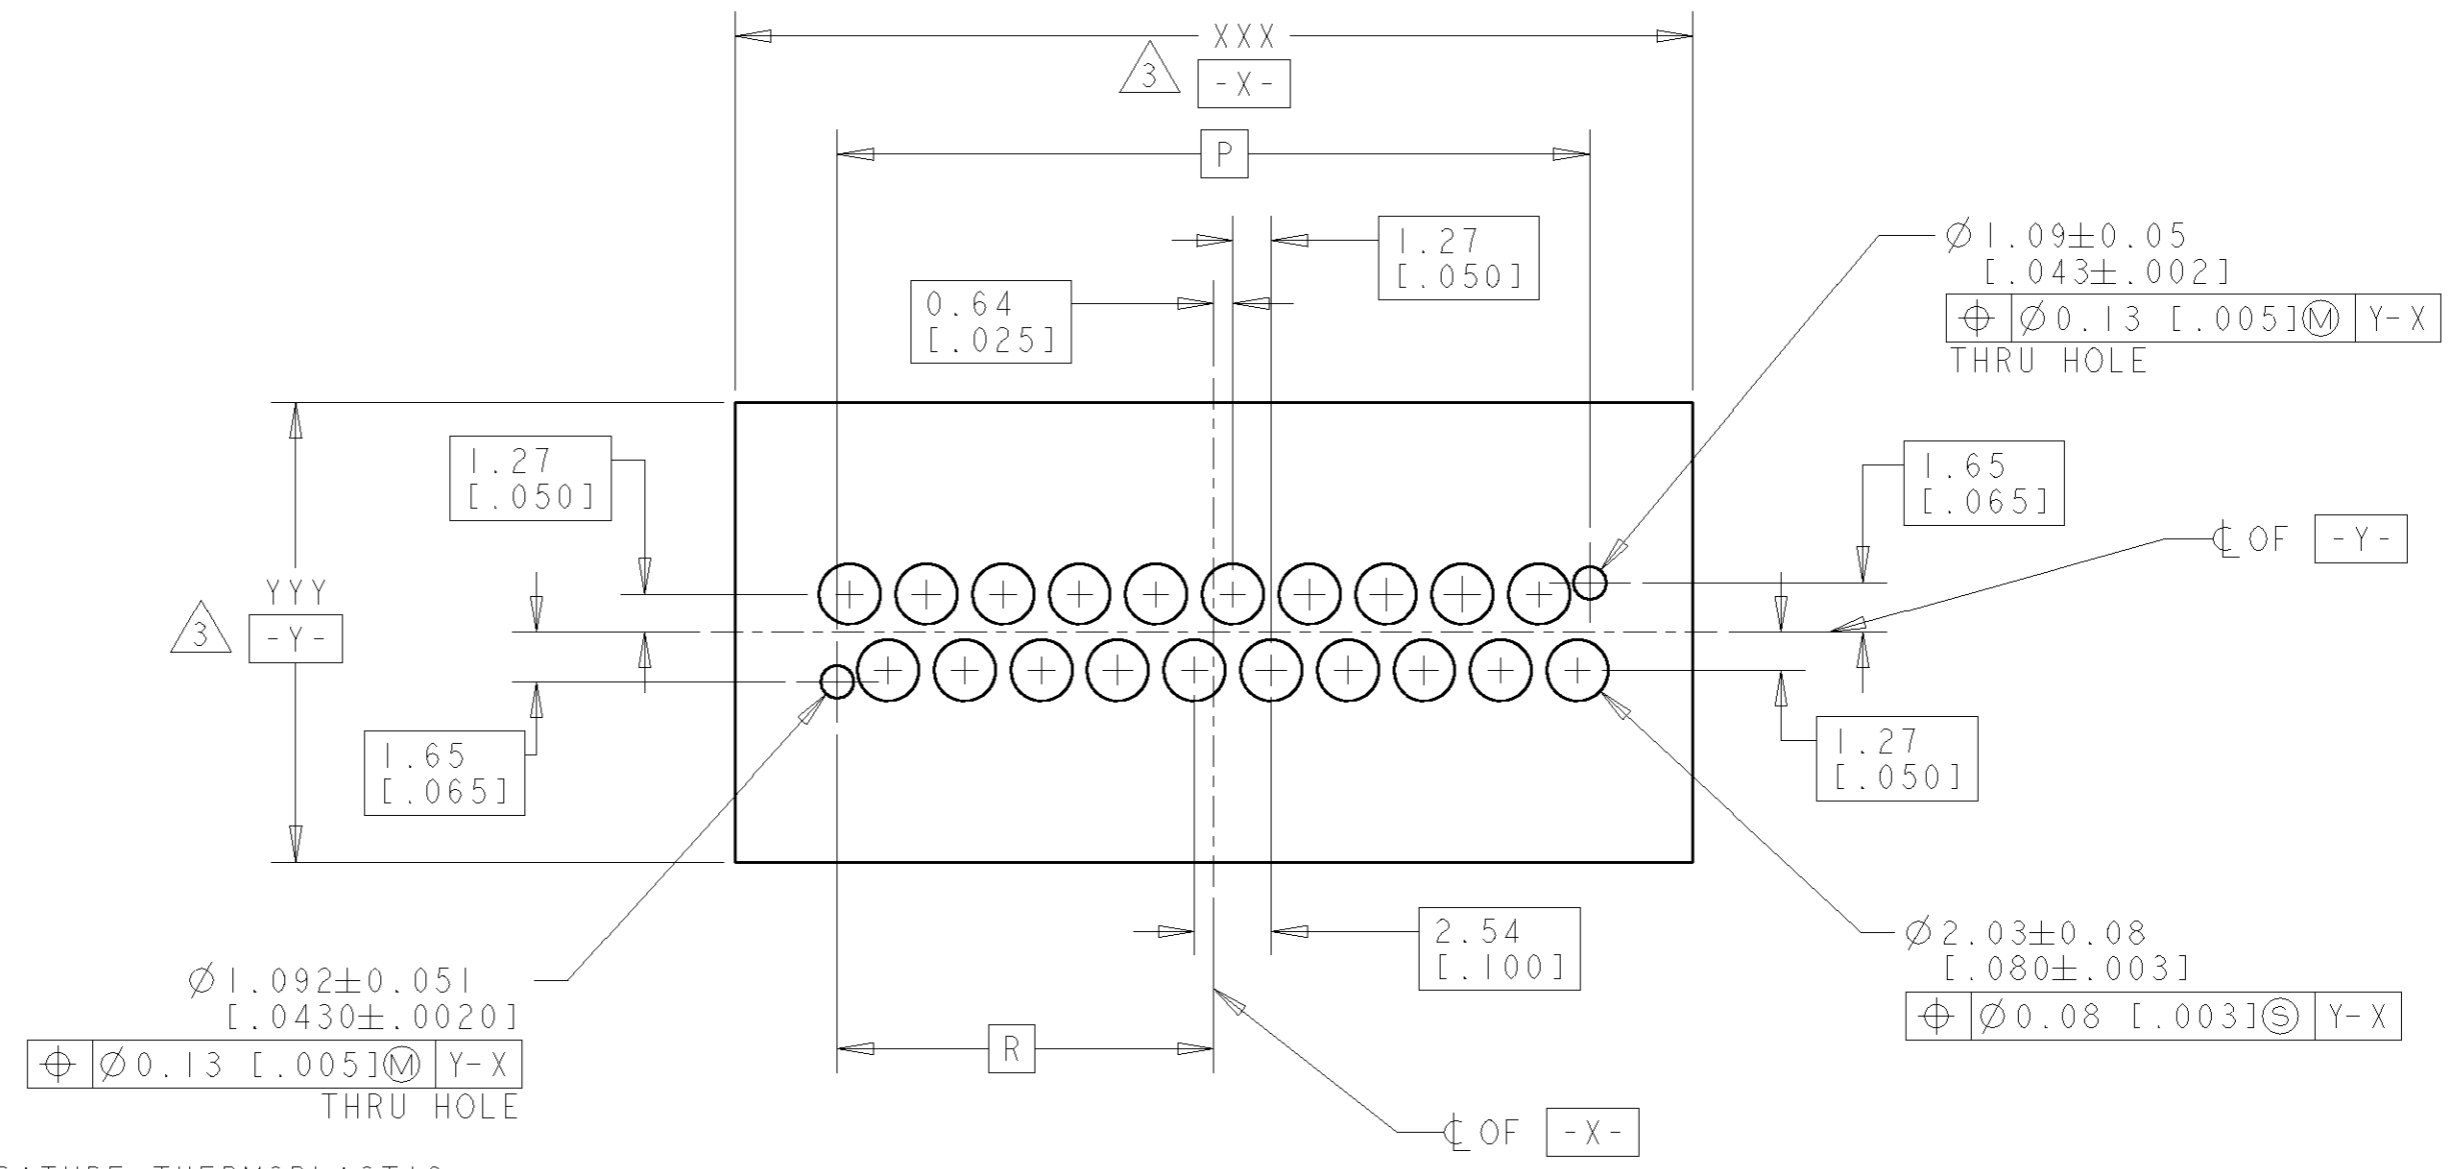 XXX
3
-X-
P
1.27
[.050]
0.64
[.025]
Ø1.09±0.05
[.043±.002]
⌖ Ø0.13 [.005]Ⓜ Y-X
THRU HOLE
1.27
[.050]
1.65
[.065]
℄ OF -Y-
YYY
3
-Y-
1.65
[.065]
1.27
[.050]
2.54
[.100]
Ø2.03±0.08
[.080±.003]
⌖ Ø0.08 [.003]Ⓢ Y-X
Ø1.092±0.051
[.0430±.0020]
⌖ Ø0.13 [.005]Ⓜ Y-X
THRU HOLE
R
℄ OF -X-